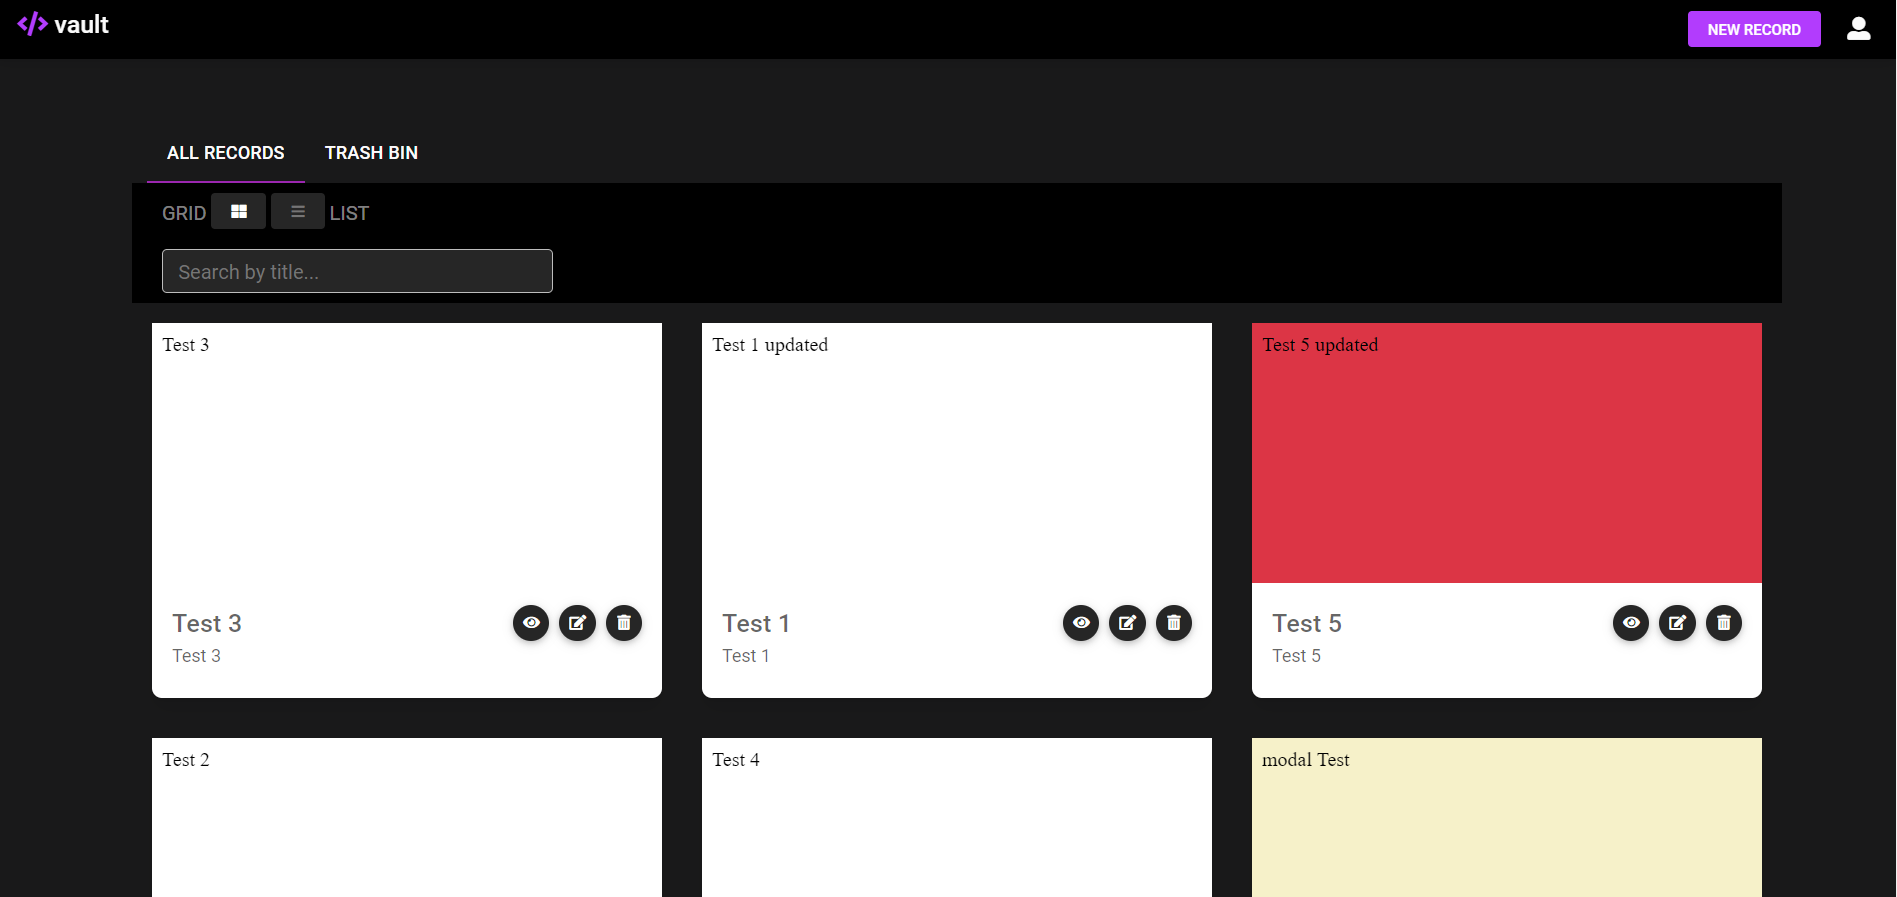 </> vault
NEW RECORD
ALL RECORDS
TRASH BIN
GRID
LIST
Search by title...
Test 3
Test 3
Test 3
Test 1 updated
Test 1
Test 1
Test 5 updated
Test 5
Test 5
Test 2
Test 4
modal Test